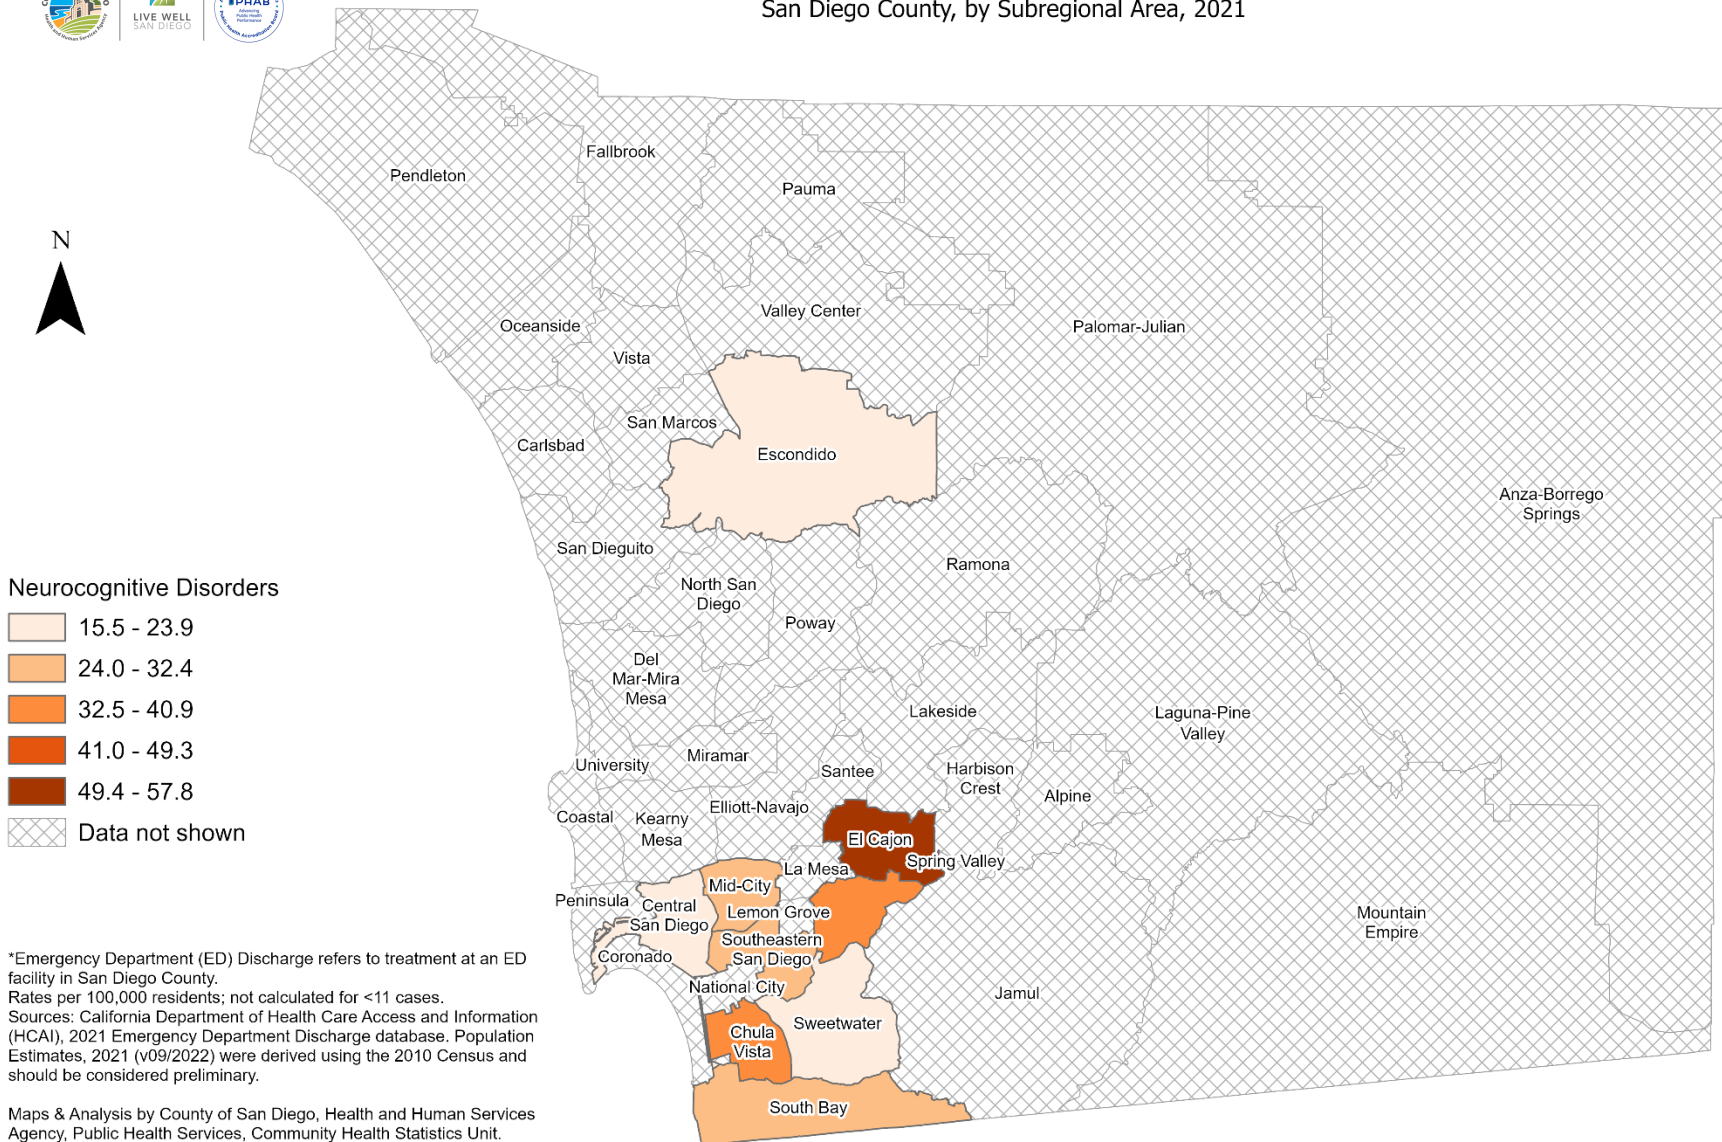 San Diego County, by Subregional Area, 2021
LIVE WELL
SAN DIEGO
PHAB
Advancing
Public Health
Performance
Fallbrook
Pendleton
Pauma
N
Valley Center
Oceanside
Palomar-Julian
Vista
San Marcos
Carlsbad
Escondido
Anza-Borrego
Springs
San Dieguito
Ramona
North San
Diego
Poway
Del
Mar-Mira
Mesa
Lakeside
Laguna-Pine
Valley
Miramar
University
Santee
Harbison
Crest
Alpine
Elliott-Navajo
Coastal
Kearny
Mesa
El Cajon
Spring Valley
La Mesa
Mid-City
Peninsula
Central
San Diego
Lemon Grove
Mountain
Empire
Southeastern
San Diego
Coronado
National City
Jamul
Sweetwater
Chula
Vista
South Bay
Neurocognitive Disorders
15.5 - 23.9
24.0 - 32.4
32.5 - 40.9
41.0 - 49.3
49.4 - 57.8
Data not shown
*Emergency Department (ED) Discharge refers to treatment at an ED
facility in San Diego County.
Rates per 100,000 residents; not calculated for <11 cases.
Sources: California Department of Health Care Access and Information
(HCAI), 2021 Emergency Department Discharge database. Population
Estimates, 2021 (v09/2022) were derived using the 2010 Census and
should be considered preliminary.
Maps & Analysis by County of San Diego, Health and Human Services
Agency, Public Health Services, Community Health Statistics Unit.